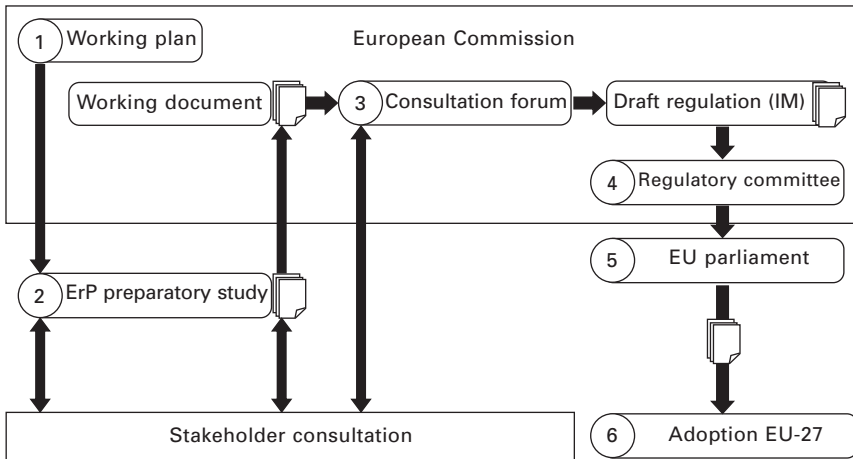 1 Working plan
European Commission
Working document
3 Consultation forum
Draft regulation (IM)
4 Regulatory committee
2 ErP preparatory study
5 EU parliament
Stakeholder consultation
6 Adoption EU-27